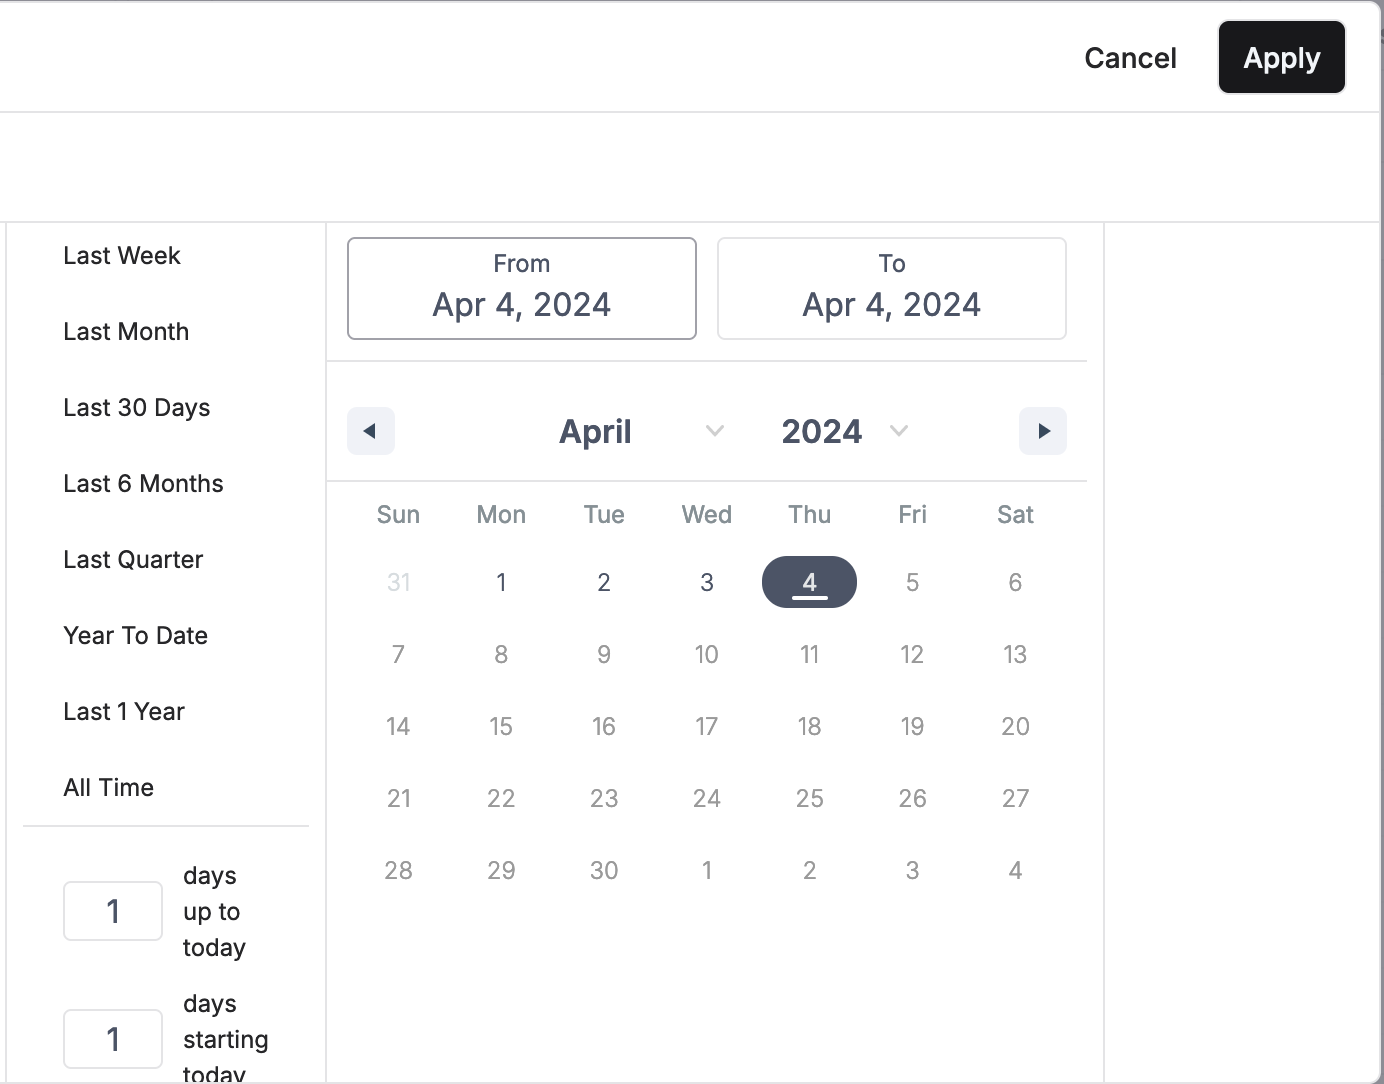 Cancel Apply
Last Week
Last Month
Last 30 Days
Last 6 Months
Last Quarter
Year To Date
Last 1 Year
All Time
1 days
up to
today
1 days
starting
today
From
Apr 4, 2024
To
Apr 4, 2024
April 2024
Sun Mon Tue Wed Thu Fri Sat
31 1 2 3 4 5 6
7 8 9 10 11 12 13
14 15 16 17 18 19 20
21 22 23 24 25 26 27
28 29 30 1 2 3 4